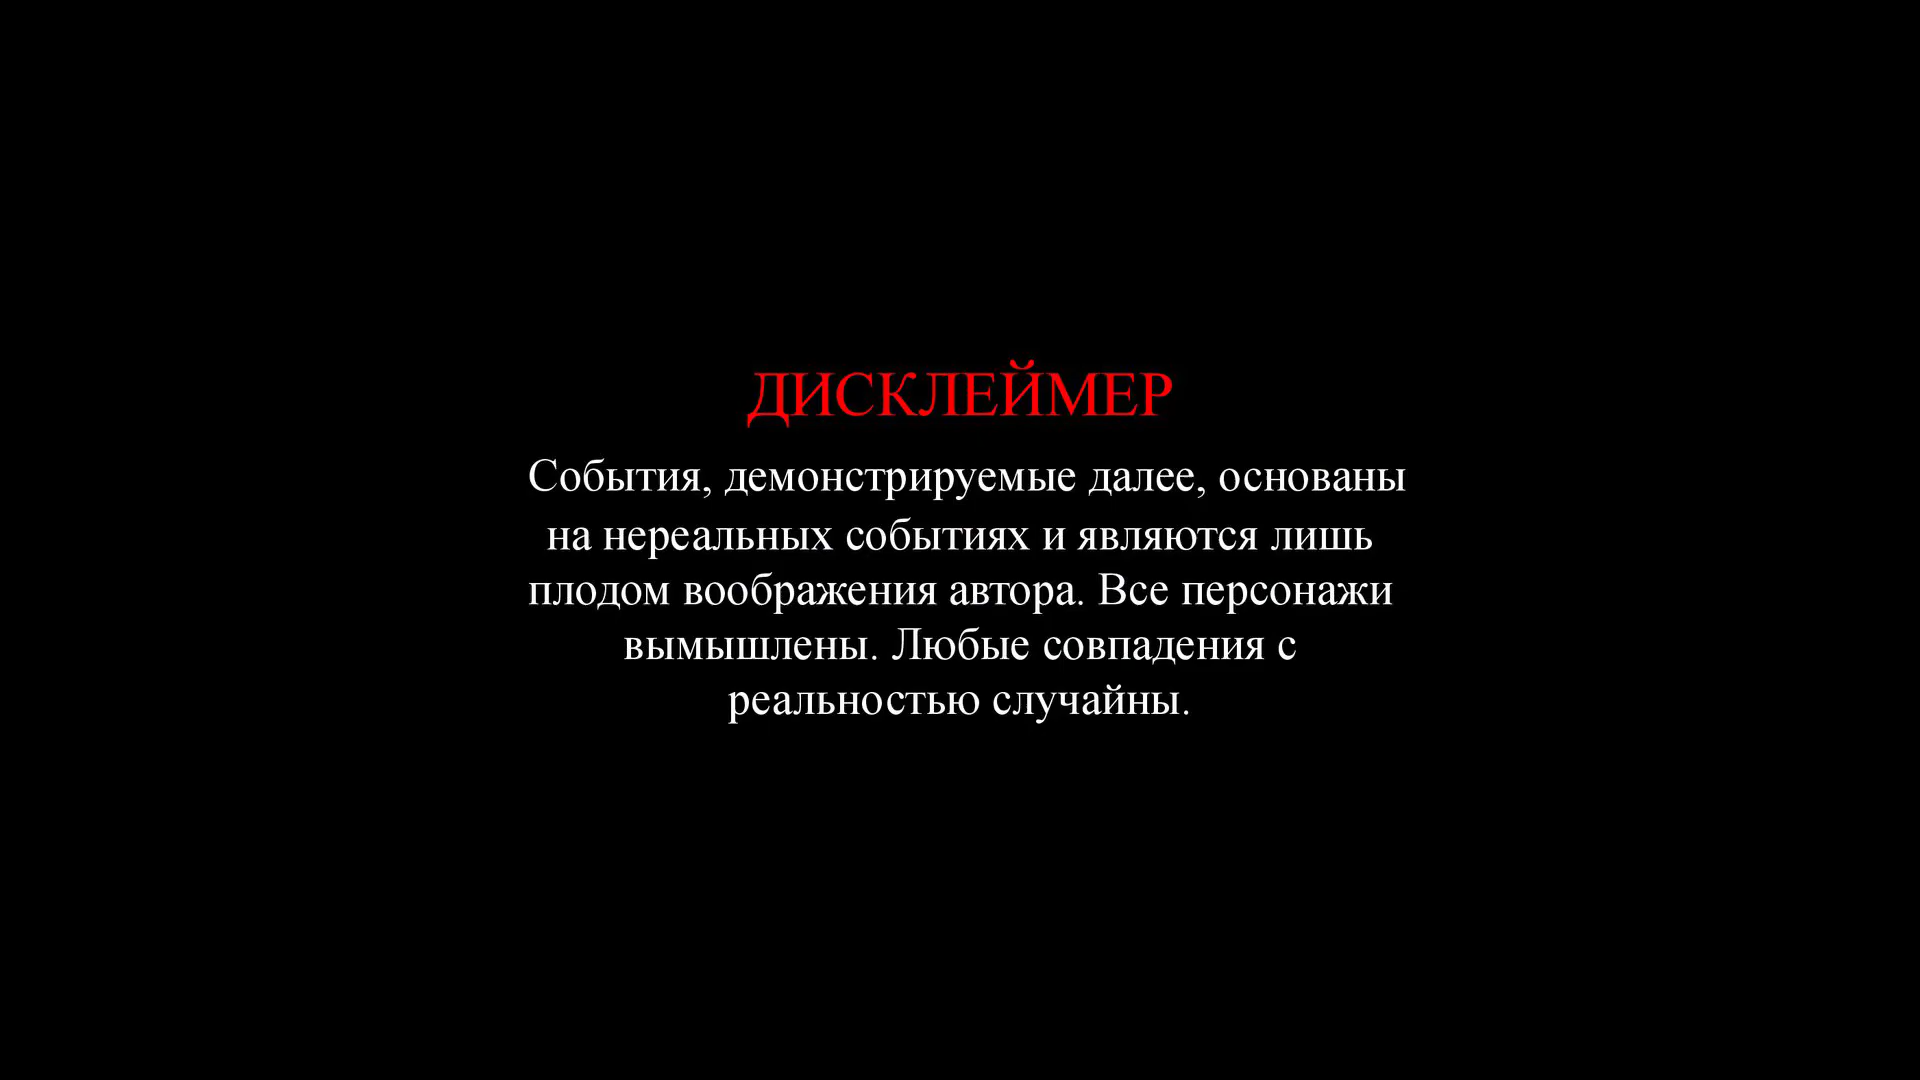 ДИСКЛЕЙМЕР
События, демонстрируемые далее, основаны
на нереальных событиях и являются лишь
плодом воображения автора. Все персонажи
вымышлены. Любые совпадения с
реальностью случайны.